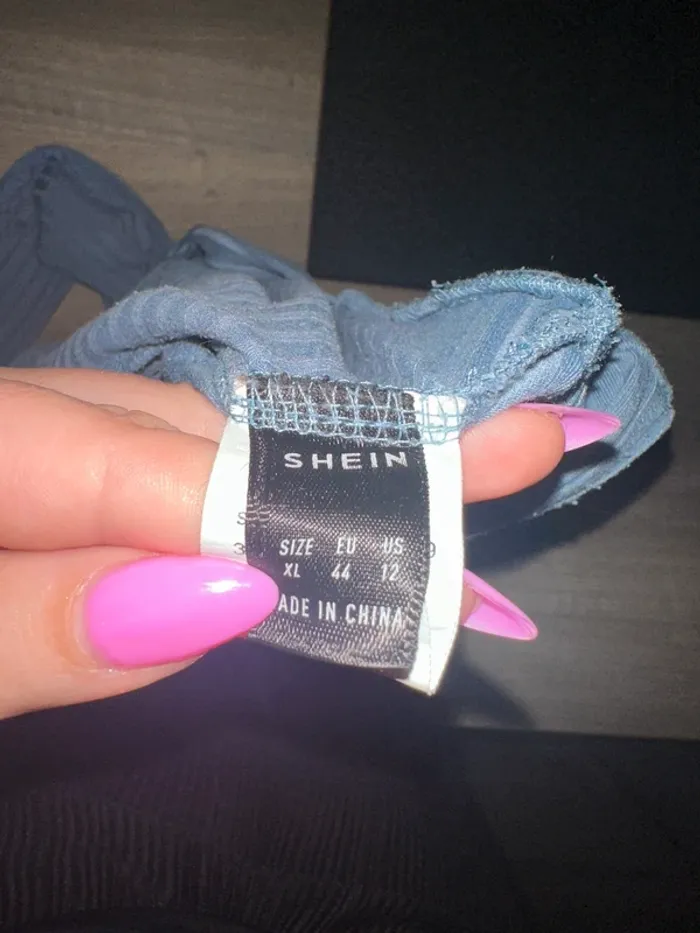 SHEIN
SIZE EU US
XL 44 12
ADE IN CHINA